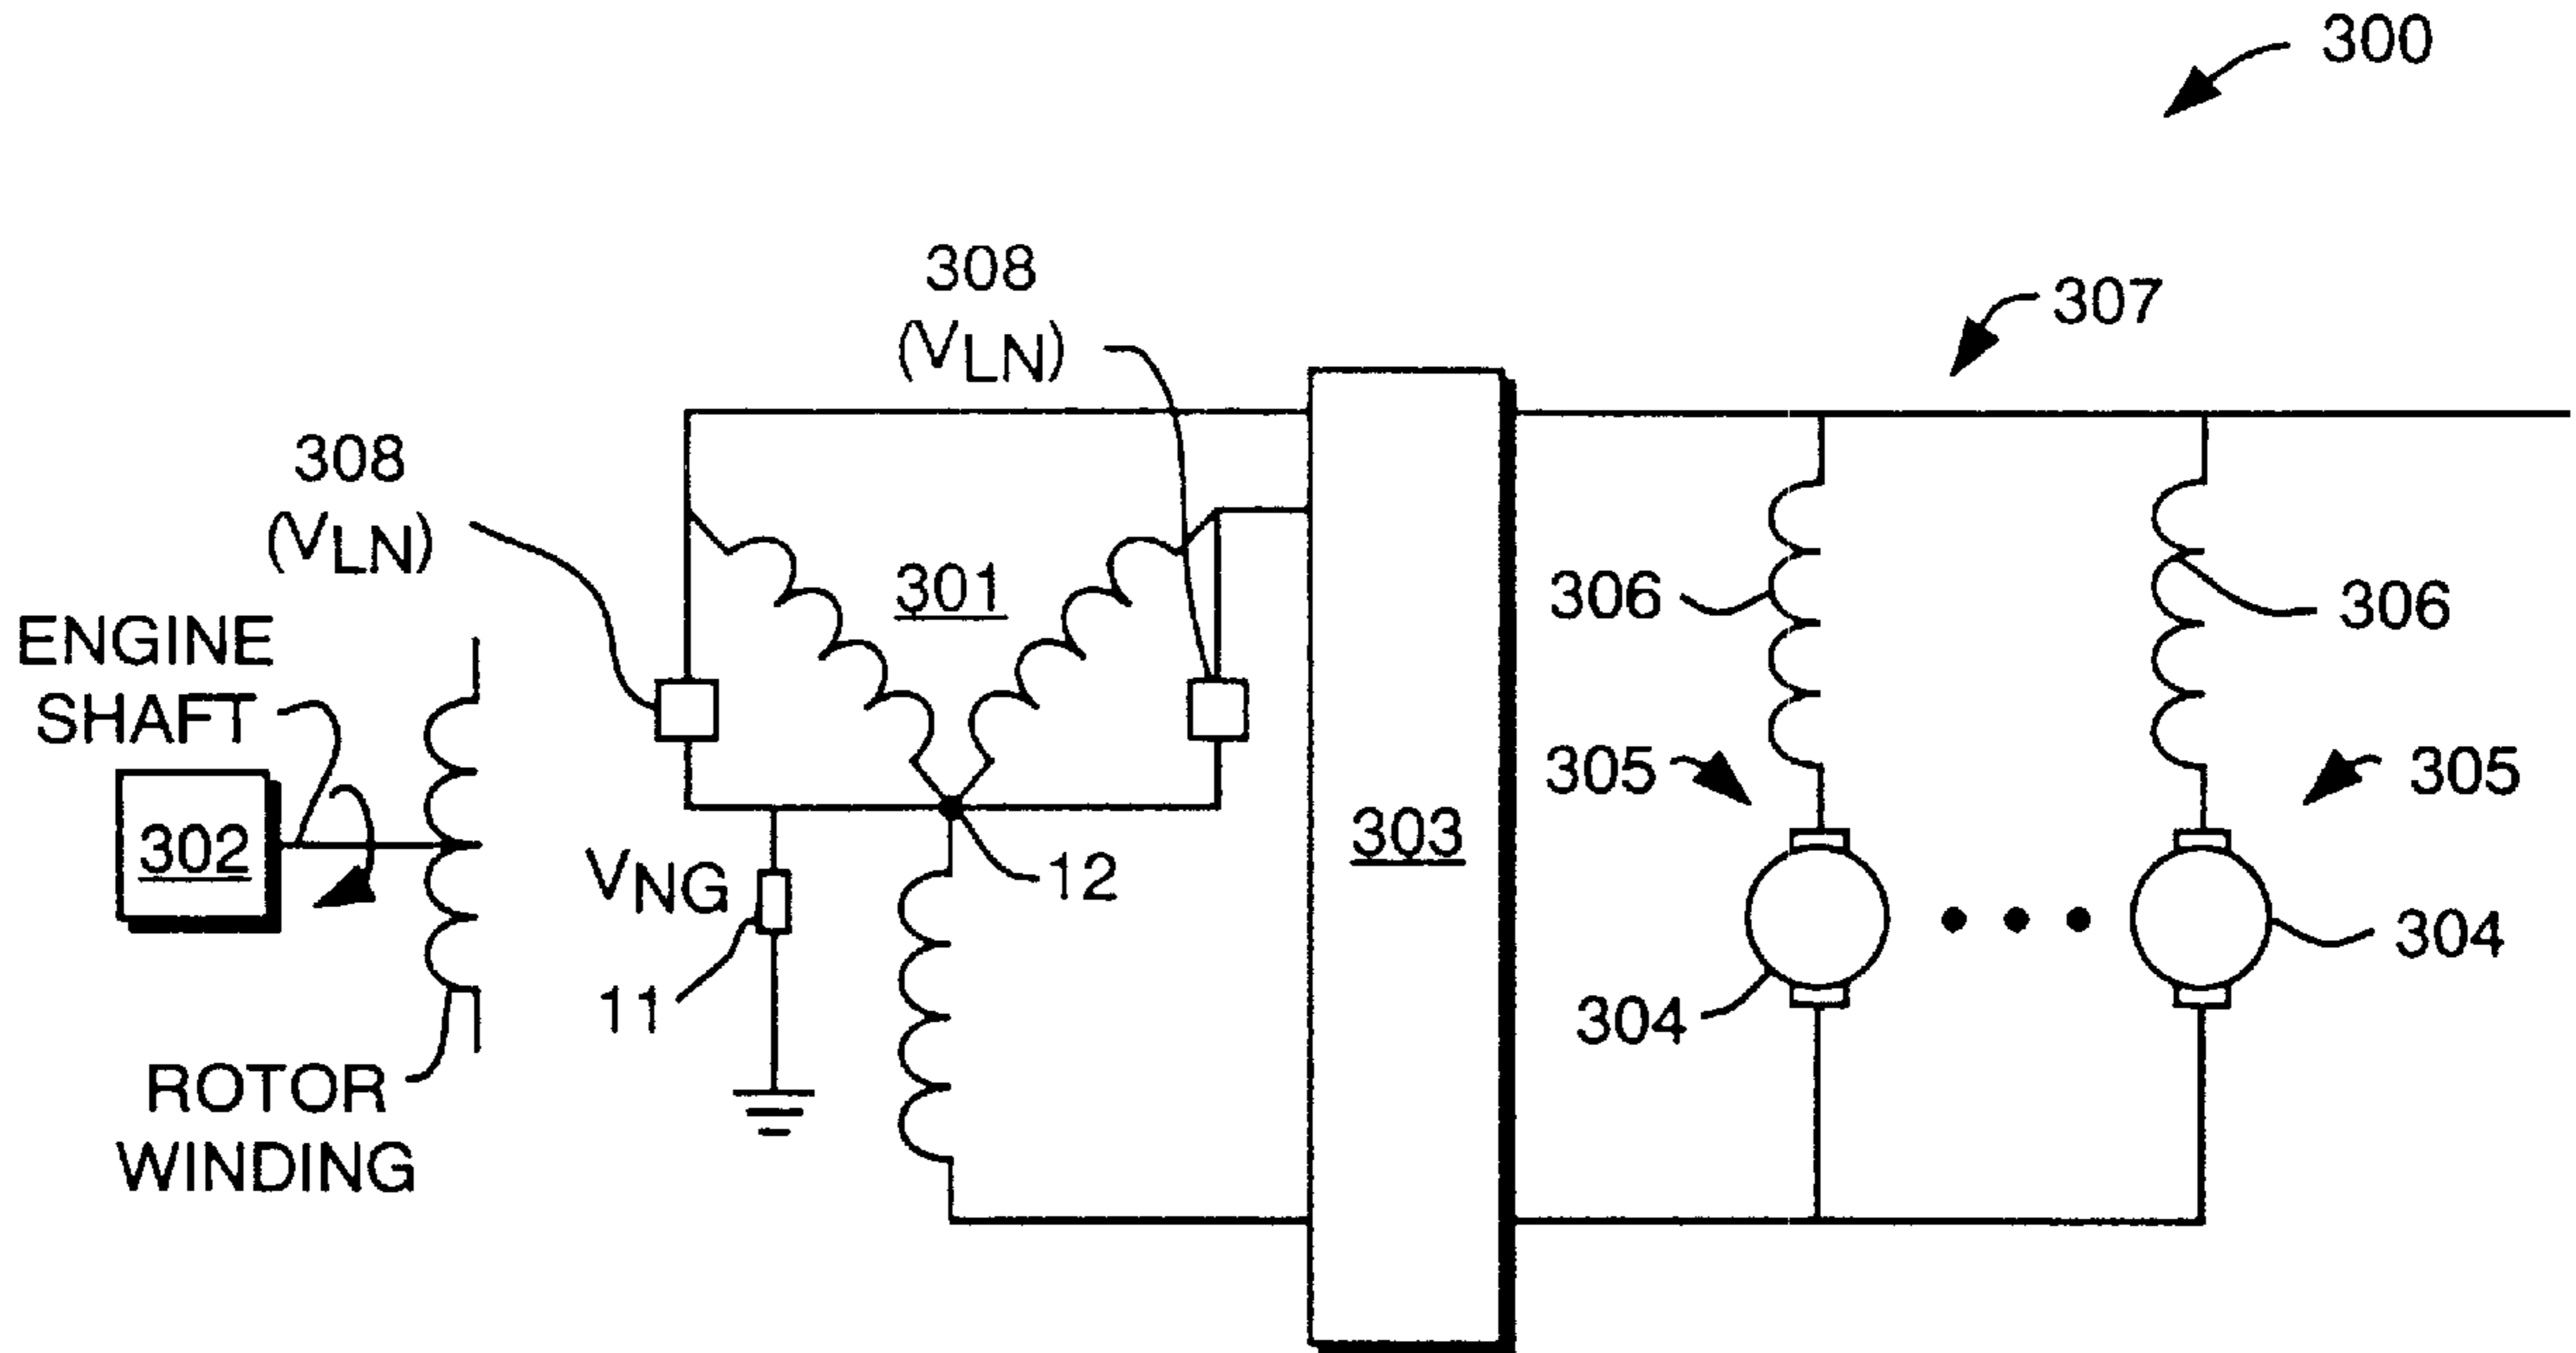 300
308
(VLN)
307
308
(VLN)
301
306
306
ENGINE
SHAFT
305
305
302
303
VNG
12
304
11
304
ROTOR
WINDING